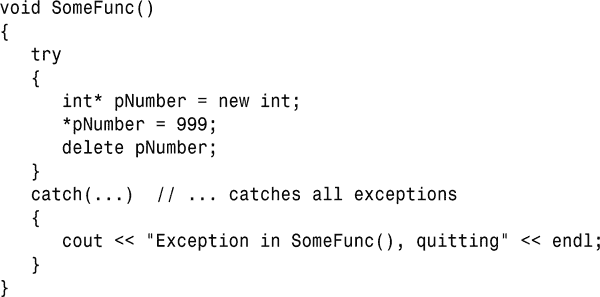 void SomeFunc()
{
   try
   {
      int* pNumber = new int;
      *pNumber = 999;
      delete pNumber;
   }
   catch(...)  // ... catches all exceptions
   {
      cout << "Exception in SomeFunc(), quitting" << endl;
   }
}